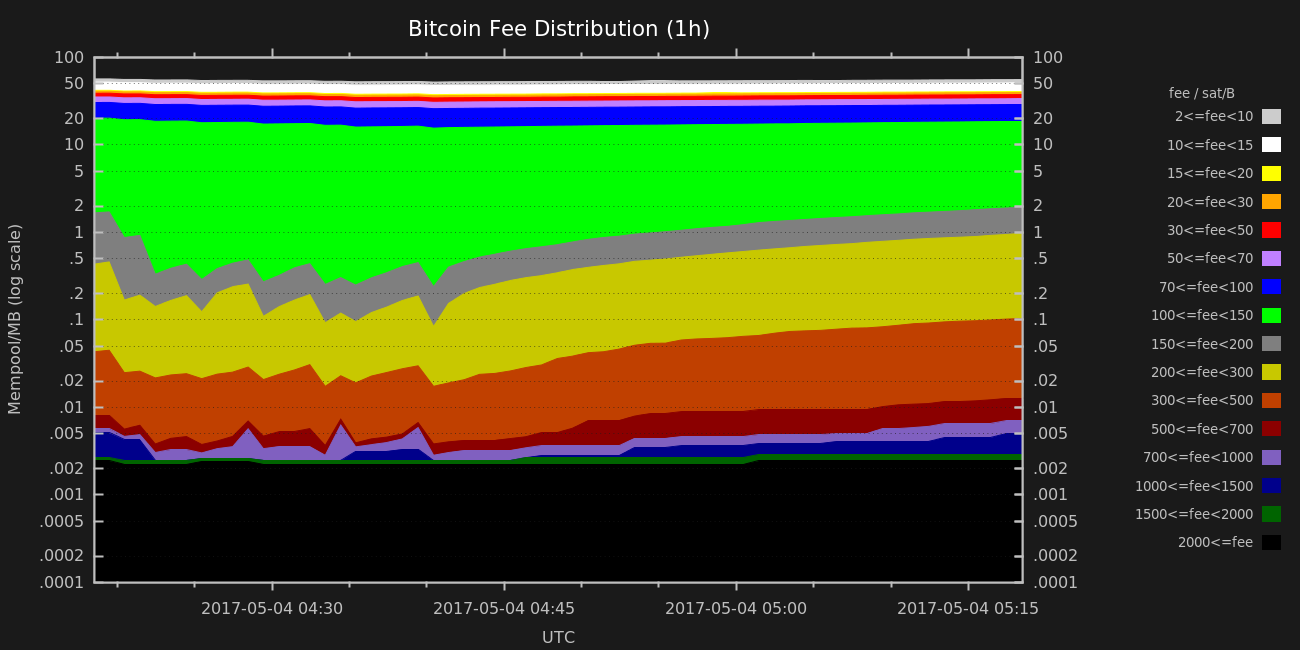 Bitcoin Fee Distribution (1h)
Mempool/MB (log scale)
100
50
20
10
5
2
1
.5
.2
.1
.05
.02
.01
.005
.002
.001
.0005
.0002
.0001
100
50
20
10
5
2
1
.5
.2
.1
.05
.02
.01
.005
.002
.001
.0005
.0002
.0001
2017-05-04 04:30 2017-05-04 04:45 2017-05-04 05:00 2017-05-04 05:15
UTC
fee / sat/B
2<=fee<10
10<=fee<15
15<=fee<20
20<=fee<30
30<=fee<50
50<=fee<70
70<=fee<100
100<=fee<150
150<=fee<200
200<=fee<300
300<=fee<500
500<=fee<700
700<=fee<1000
1000<=fee<1500
1500<=fee<2000
2000<=fee